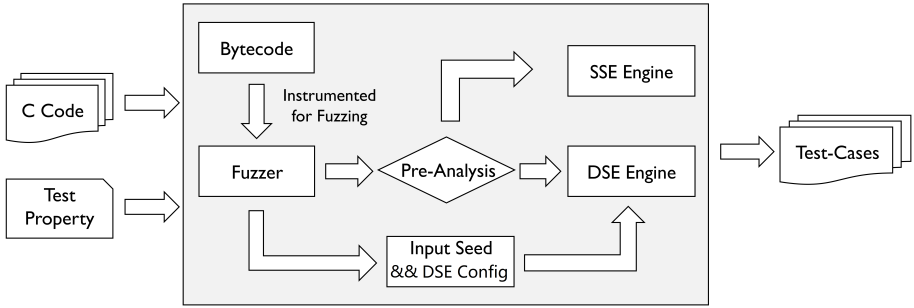 Bytecode
SSE Engine
C Code
Instrumented
for Fuzzing
Test-Cases
Fuzzer
Pre-Analysis
DSE Engine
Test
Property
Input Seed
&& DSE Config